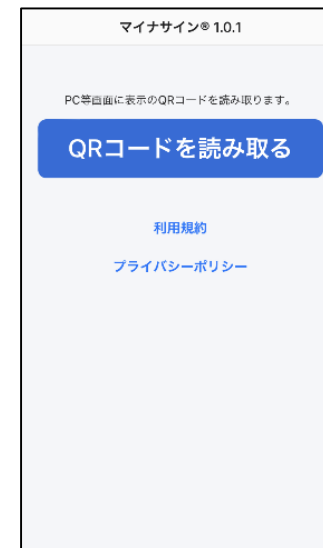 マイナサイン® 1.0.1
PC等画面に表示のQRコードを読み取ります。
QRコードを読み取る
利用規約
プライバシーポリシー